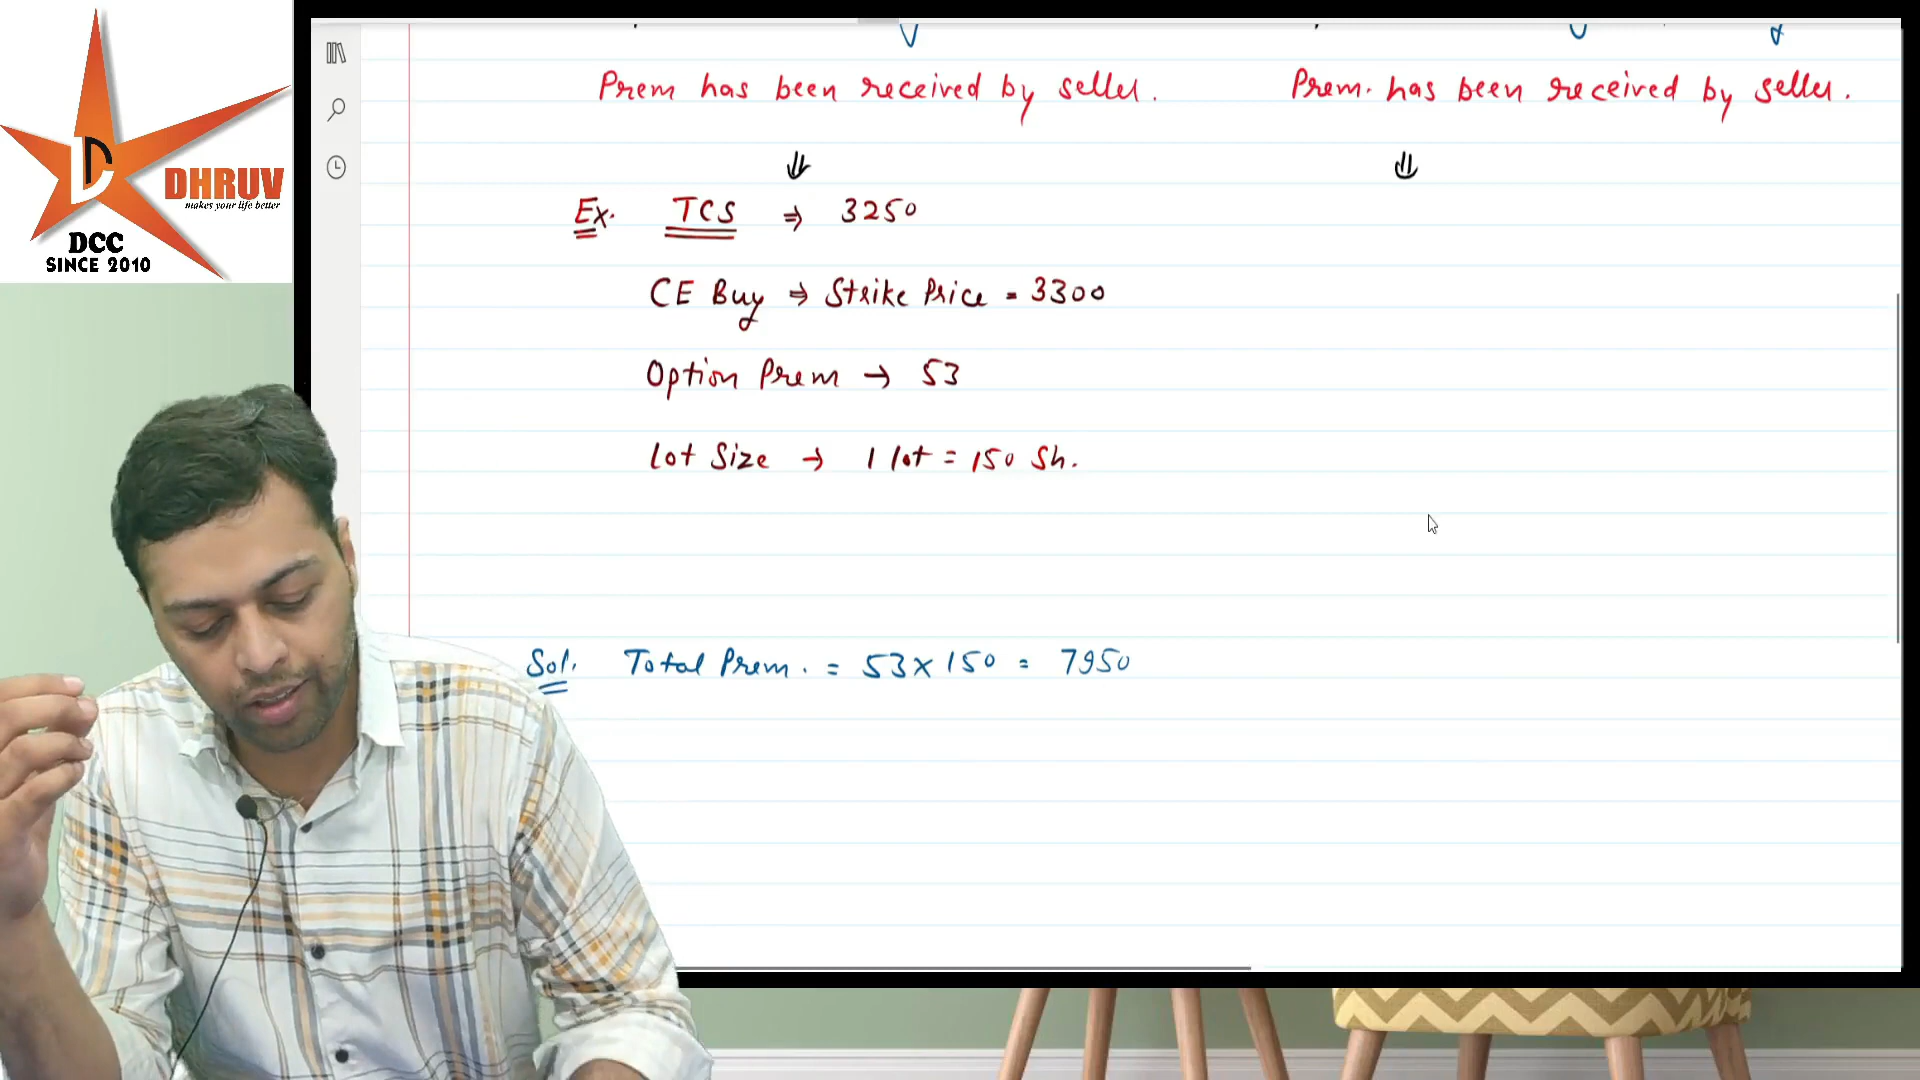 DHRUV
makes your life better
DCC
SINCE 2010
Prem has been received by seller.
Prem. has been received by seller.
⇓
⇓
Ex. TCS ⇒ 3250
CE Buy ⇒ Strike Price = 3300
Option Prem → 53
Lot Size → 1 lot = 150 Sh.
Sol. Total Prem. = 53 x 150 = 7950